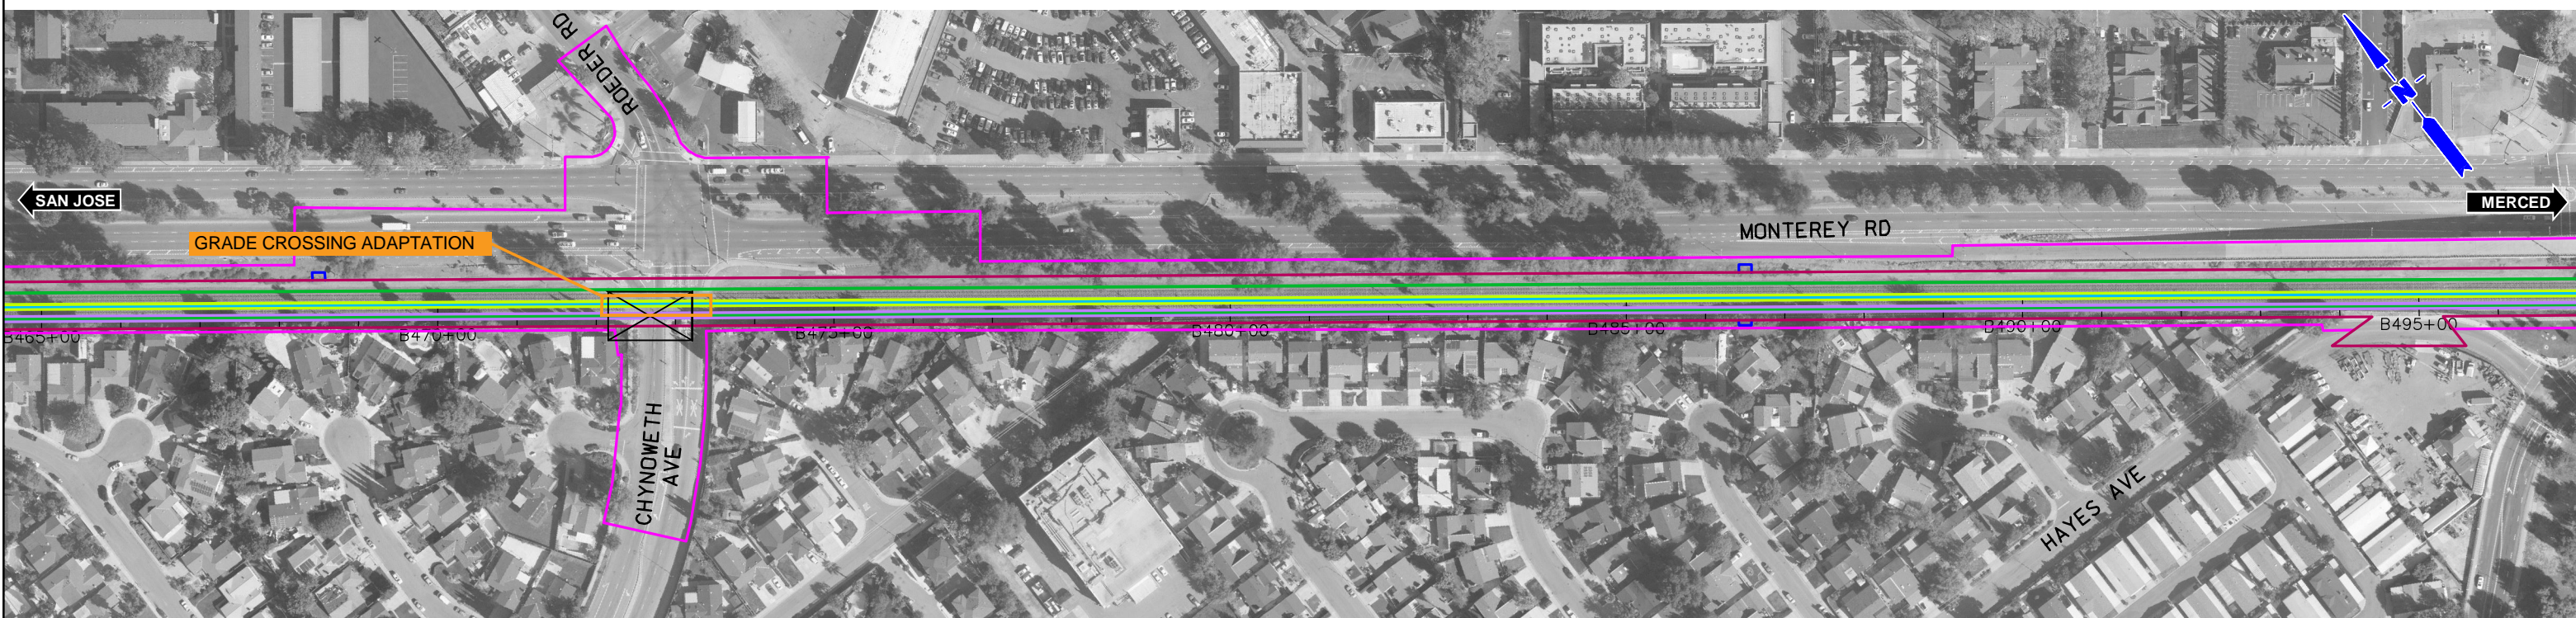 ROEDER RD
N
SAN JOSE
MERCED
MONTEREY RD
GRADE CROSSING ADAPTATION
B465+00
B470+00
B475+00
B480+00
B485+00
B490+00
B495+00
CHYNOWETH
AVE
HAYES AVE